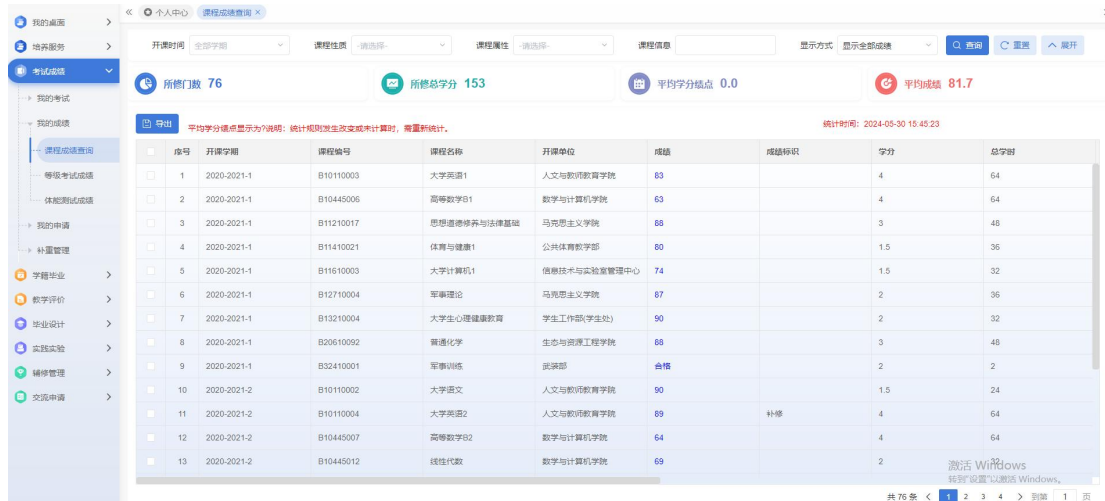 我的桌面
培养服务
考试成绩
我的考试
我的成绩
课程成绩查询
等级考试成绩
体能测试成绩
我的申请
补重管理
学籍毕业
教学评价
毕业设计
实践实验
辅修管理
交流申请
个人中心 课程成绩查询 ×
开课时间 全部学期 课程性质 -请选择- 课程属性 -请选择- 课程信息 显示方式 显示全部成绩 查询 重置 展开
所修门数 76 所修总学分 153 平均学分绩点 0.0 平均成绩 81.7
导出 平均学分绩点显示为?说明：统计规则发生改变或未计算时，需重新统计。 统计时间：2024-05-30 15:45:23
序号 开课学期 课程编号 课程名称 开课单位 成绩 成绩标识 学分 总学时
1 2020-2021-1 B10110003 大学英语1 人文与教师教育学院 83 4 64
2 2020-2021-1 B10445006 高等数学B1 数学与计算机学院 63 4 64
3 2020-2021-1 B11210017 思想道德修养与法律基础 马克思主义学院 88 3 48
4 2020-2021-1 B11410021 体育与健康1 公共体育教学部 80 1.5 36
5 2020-2021-1 B11610003 大学计算机1 信息技术与实验室管理中心 74 1.5 32
6 2020-2021-1 B12710004 军事理论 马克思主义学院 87 2 36
7 2020-2021-1 B13210004 大学生心理健康教育 学生工作部(学生处) 90 2 32
8 2020-2021-1 B20610092 普通化学 生态与资源工程学院 88 3 48
9 2020-2021-1 B32410001 军事训练 武装部 合格 2 2
10 2020-2021-2 B10110002 大学语文 人文与教师教育学院 90 1.5 24
11 2020-2021-2 B10110004 大学英语2 人文与教师教育学院 89 补修 4 64
12 2020-2021-2 B10445007 高等数学B2 数学与计算机学院 64 4 64
13 2020-2021-2 B10445012 线性代数 数学与计算机学院 69 2 32
激活 Windows
转到"设置"以激活 Windows。
共 76 条 1 2 3 4 到第 1 页